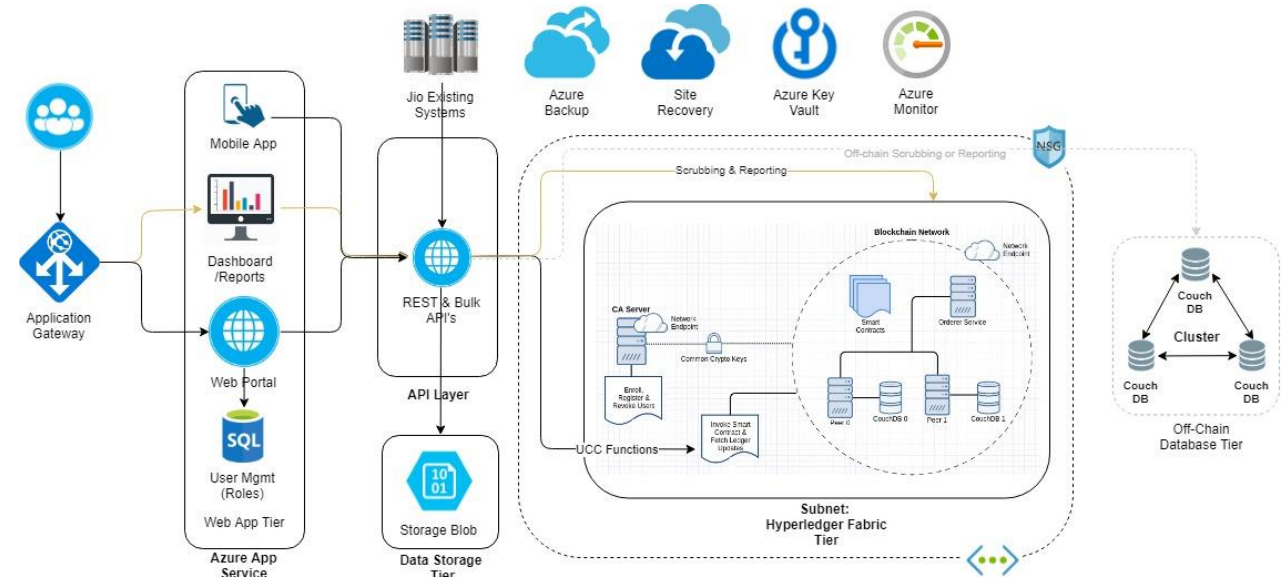 Jio Existing
Systems
Azure
Backup
Site
Recovery
Azure Key
Vault
Azure
Monitor
Mobile App
NSG
Off-chain Scrubbing or Reporting
Scrubbing & Reporting
Dashboard
/Reports
Application
Gateway
REST & Bulk
API's
Web Portal
API Layer
SQL
User Mgmt
(Roles)
Web App Tier
Azure App
Service
10
01
Storage Blob
Data Storage
Tier
Blockchain Network
Network
Endpoint
CA Server
Network
Endpoint
Smart
Contracts
Orderer Service
Common Crypto Keys
Enroll,
Register &
Revoke Users
Peer 0
CouchDB 0
Peer 1
CouchDB 1
Invoke Smart
Contract &
Fetch Ledger
Updates
UCC Functions
Subnet:
Hyperledger Fabric
Tier
Couch
DB
Cluster
Couch
DB
Couch
DB
Off-Chain
Database Tier